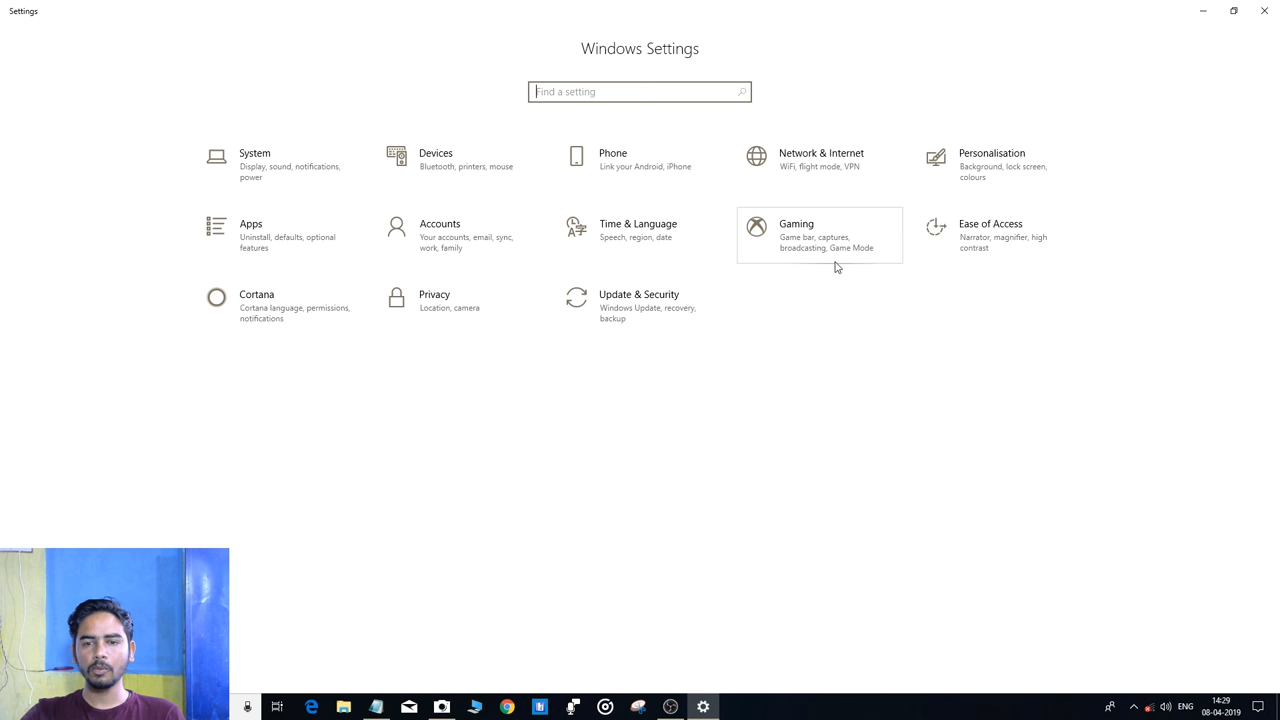 Settings
Windows Settings
Find a setting
System
Display, sound, notifications,
power
Devices
Bluetooth, printers, mouse
Phone
Link your Android, iPhone
Network & Internet
WiFi, flight mode, VPN
Personalisation
Background, lock screen,
colours
Apps
Uninstall, defaults, optional
features
Accounts
Your accounts, email, sync,
work, family
Time & Language
Speech, region, date
Gaming
Game bar, captures,
broadcasting, Game Mode
Ease of Access
Narrator, magnifier, high
contrast
Cortana
Cortana language, permissions,
notifications
Privacy
Location, camera
Update & Security
Windows Update, recovery,
backup
ENG
14:29
08-04-2019